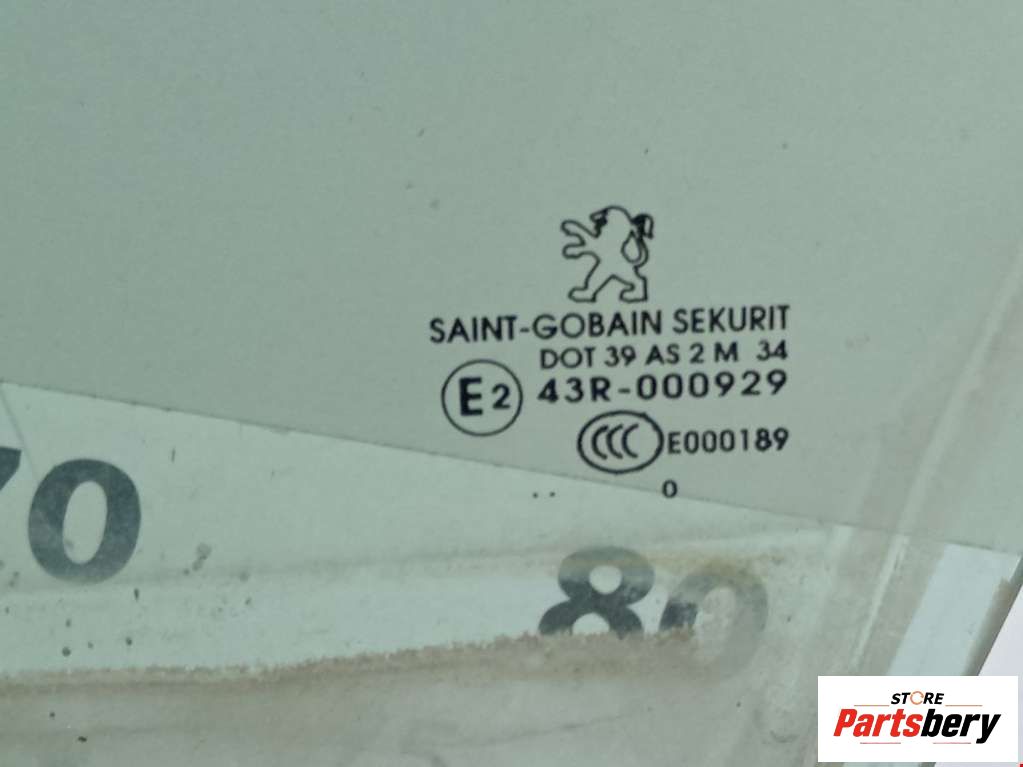 SAINT-GOBAIN SEKURIT
DOT 39 AS 2 M 34
E2 43R-000929
CCC E000189
..
0
70
80
STORE
Partsbery